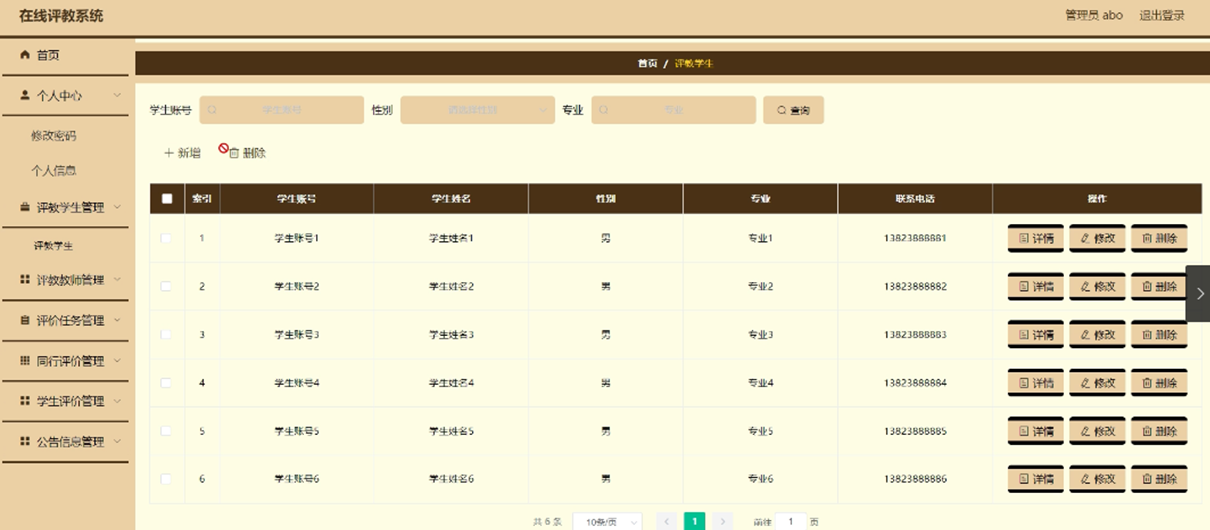 在线评教系统
管理员 abo 退出登录
首页
个人中心
修改密码
个人信息
评教学生管理
评教学生
评教教师管理
评价任务管理
同行评价管理
学生评价管理
公告信息管理
首页 / 评教学生
学生账号 学生账号 性别 请选择性别 专业 专业 查询
新增 删除
索引 学生账号 学生姓名 性别 专业 联系电话 操作
1 学生账号1 学生姓名1 男 专业1 13823888881 详情 修改 删除
2 学生账号2 学生姓名2 男 专业2 13823888882 详情 修改 删除
3 学生账号3 学生姓名3 男 专业3 13823888883 详情 修改 删除
4 学生账号4 学生姓名4 男 专业4 13823888884 详情 修改 删除
5 学生账号5 学生姓名5 男 专业5 13823888885 详情 修改 删除
6 学生账号6 学生姓名6 男 专业6 13823888886 详情 修改 删除
共 6 条 10条/页 1 前往 1 页